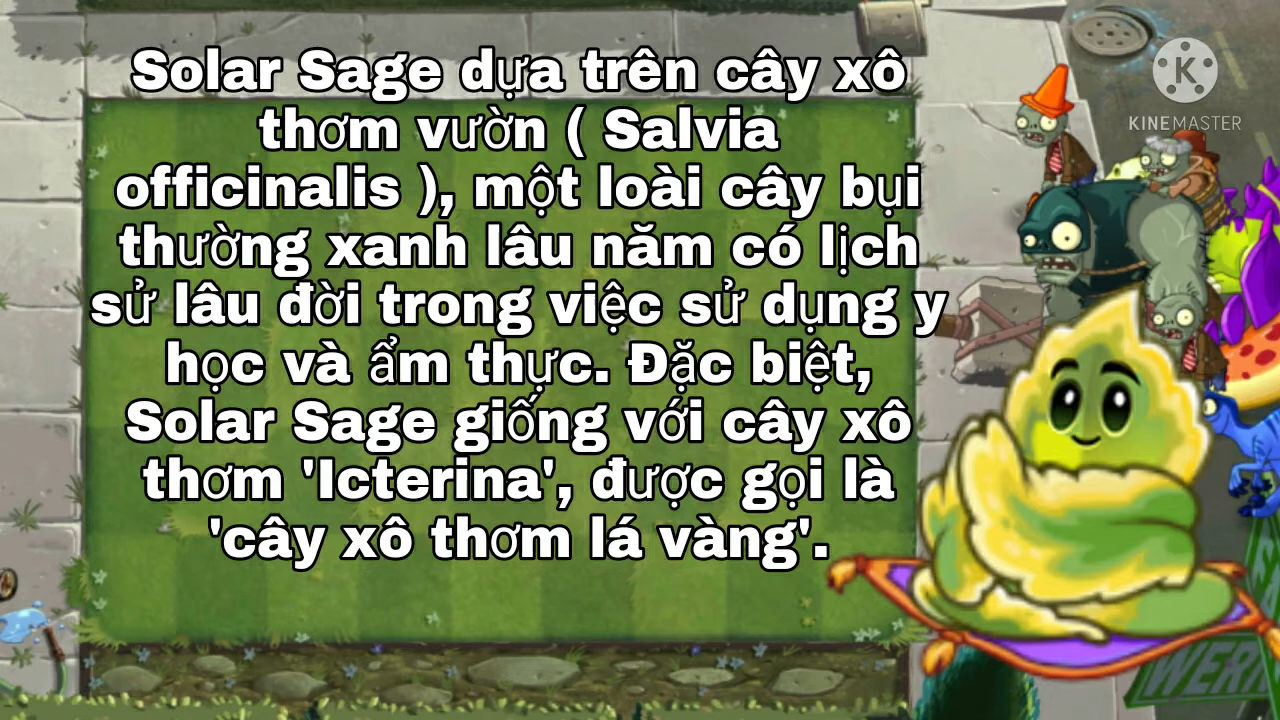 Solar Sage dựa trên cây xô
thơm vườn ( Salvia
officinalis ), một loài cây bụi
thường xanh lâu năm có lịch
sử lâu đời trong việc sử dụng y
học và ẩm thực. Đặc biệt,
Solar Sage giống với cây xô
thơm 'Icterina', được gọi là
'cây xô thơm lá vàng'.
K
KINEMASTER